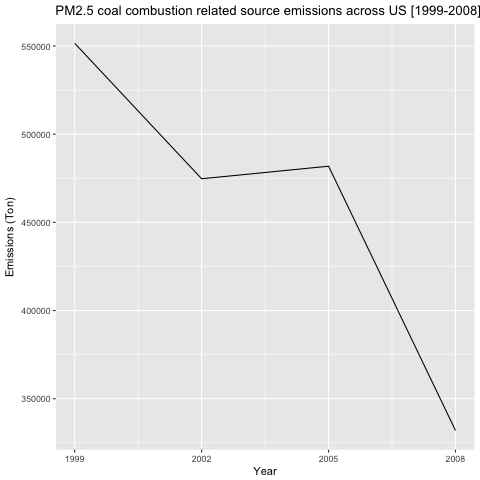 PM2.5 coal combustion related source emissions across US [1999-2008]
Emissions (Ton)
550000
500000
450000
400000
350000
1999 2002 2005 2008
Year